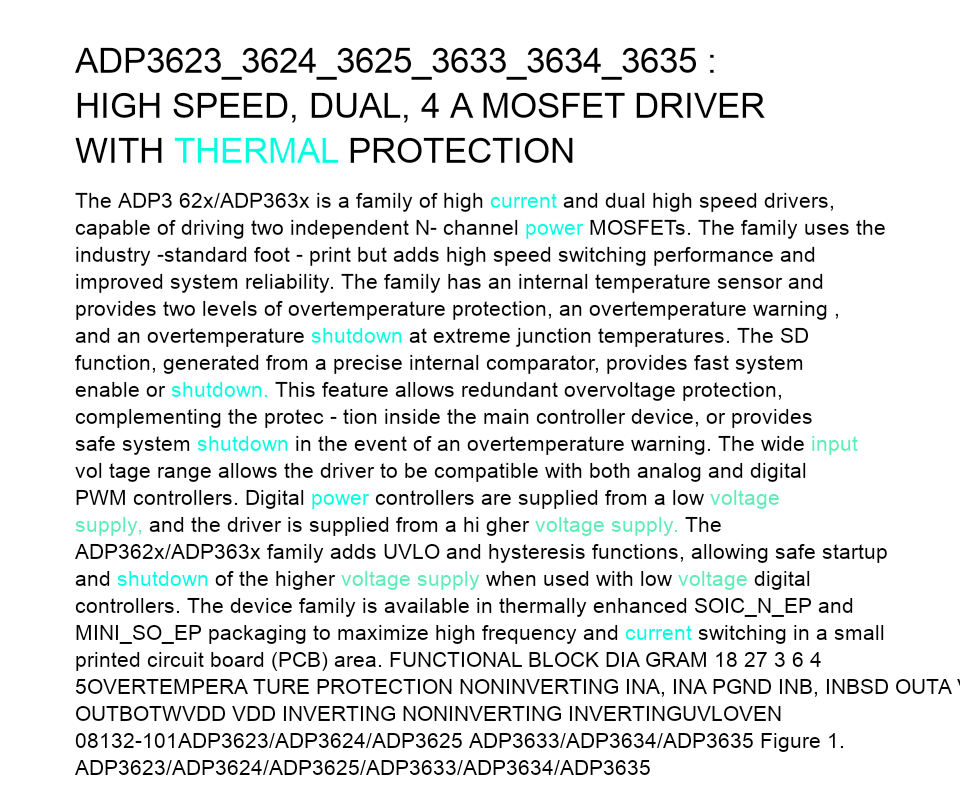 ADP3623_3624_3625_3633_3634_3635 :
HIGH SPEED, DUAL, 4 A MOSFET DRIVER
WITH THERMAL PROTECTION
The ADP3 62x/ADP363x is a family of high current and dual high speed drivers,
capable of driving two independent N- channel power MOSFETs. The family uses the
industry -standard foot - print but adds high speed switching performance and
improved system reliability. The family has an internal temperature sensor and
provides two levels of overtemperature protection, an overtemperature warning ,
and an overtemperature shutdown at extreme junction temperatures. The SD
function, generated from a precise internal comparator, provides fast system
enable or shutdown. This feature allows redundant overvoltage protection,
complementing the protec - tion inside the main controller device, or provides
safe system shutdown in the event of an overtemperature warning. The wide input
vol tage range allows the driver to be compatible with both analog and digital
PWM controllers. Digital power controllers are supplied from a low voltage
supply, and the driver is supplied from a hi gher voltage supply. The
ADP362x/ADP363x family adds UVLO and hysteresis functions, allowing safe startup
and shutdown of the higher voltage supply when used with low voltage digital
controllers. The device family is available in thermally enhanced SOIC_N_EP and
MINI_SO_EP packaging to maximize high frequency and current switching in a small
printed circuit board (PCB) area. FUNCTIONAL BLOCK DIA GRAM 18 27 3 6 4
5OVERTEMPERA TURE PROTECTION NONINVERTING INA, INA PGND INB, INBSD OUTA
OUTBOTWVDD VDD INVERTING NONINVERTING INVERTINGUVLOVEN
08132-101ADP3623/ADP3624/ADP3625 ADP3633/ADP3634/ADP3635 Figure 1.
ADP3623/ADP3624/ADP3625/ADP3633/ADP3634/ADP3635